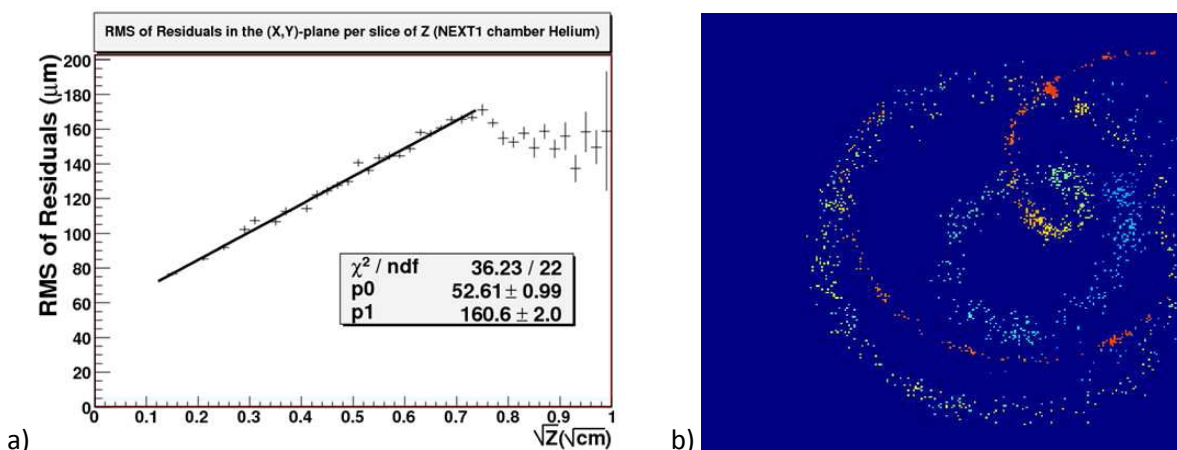 RMS of Residuals in the (X,Y)-plane per slice of Z (NEXT1 chamber Helium)
RMS of Residuals (μm)
200
180
160
140
120
100
80
60
40
20
0
χ² / ndf 36.23 / 22
p0 52.61 ± 0.99
p1 160.6 ± 2.0
0 0.1 0.2 0.3 0.4 0.5 0.6 0.7 0.8 0.9 1
√Z(√cm)
a)
b)